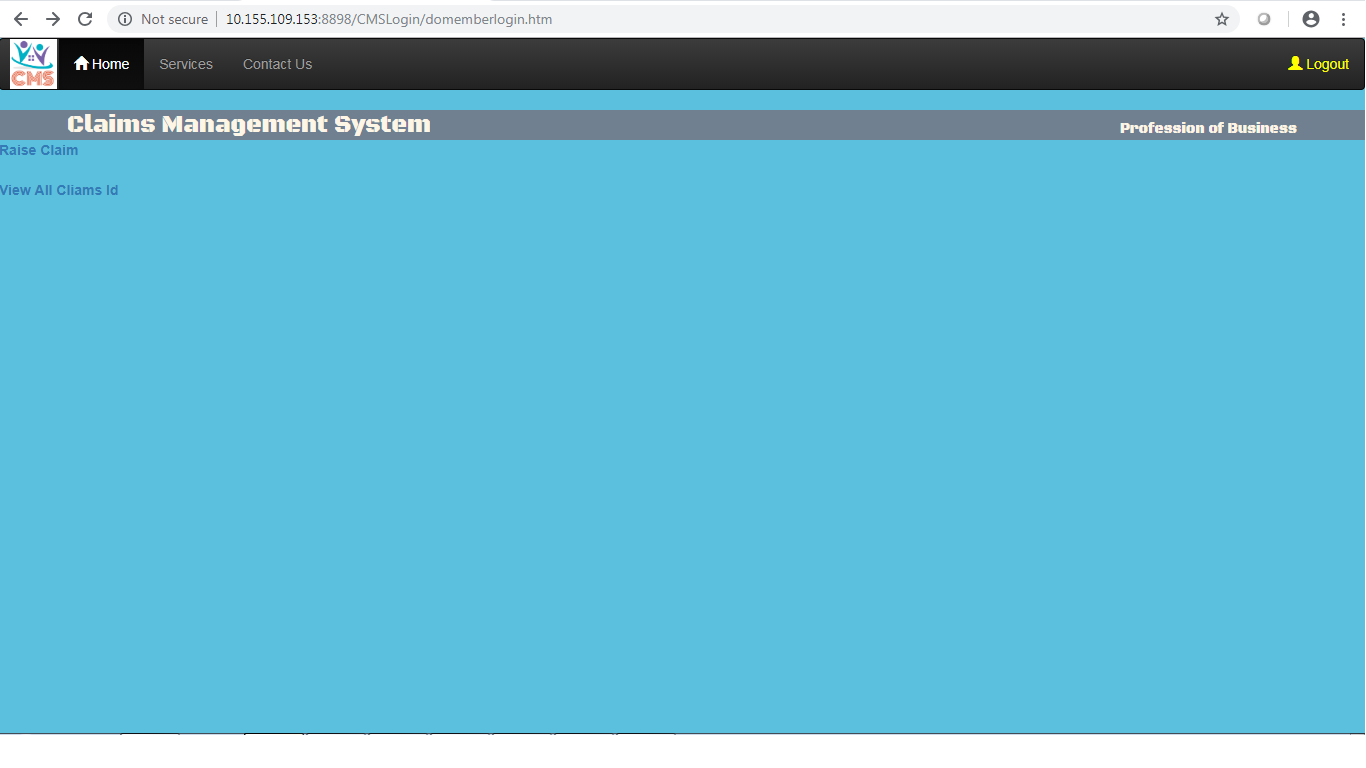 Not secure | 10.155.109.153:8898/CMSLogin/domemberlogin.htm
CMS Home Services Contact Us Logout
Claims Management System Profession of Business
Raise Claim
View All Cliams Id